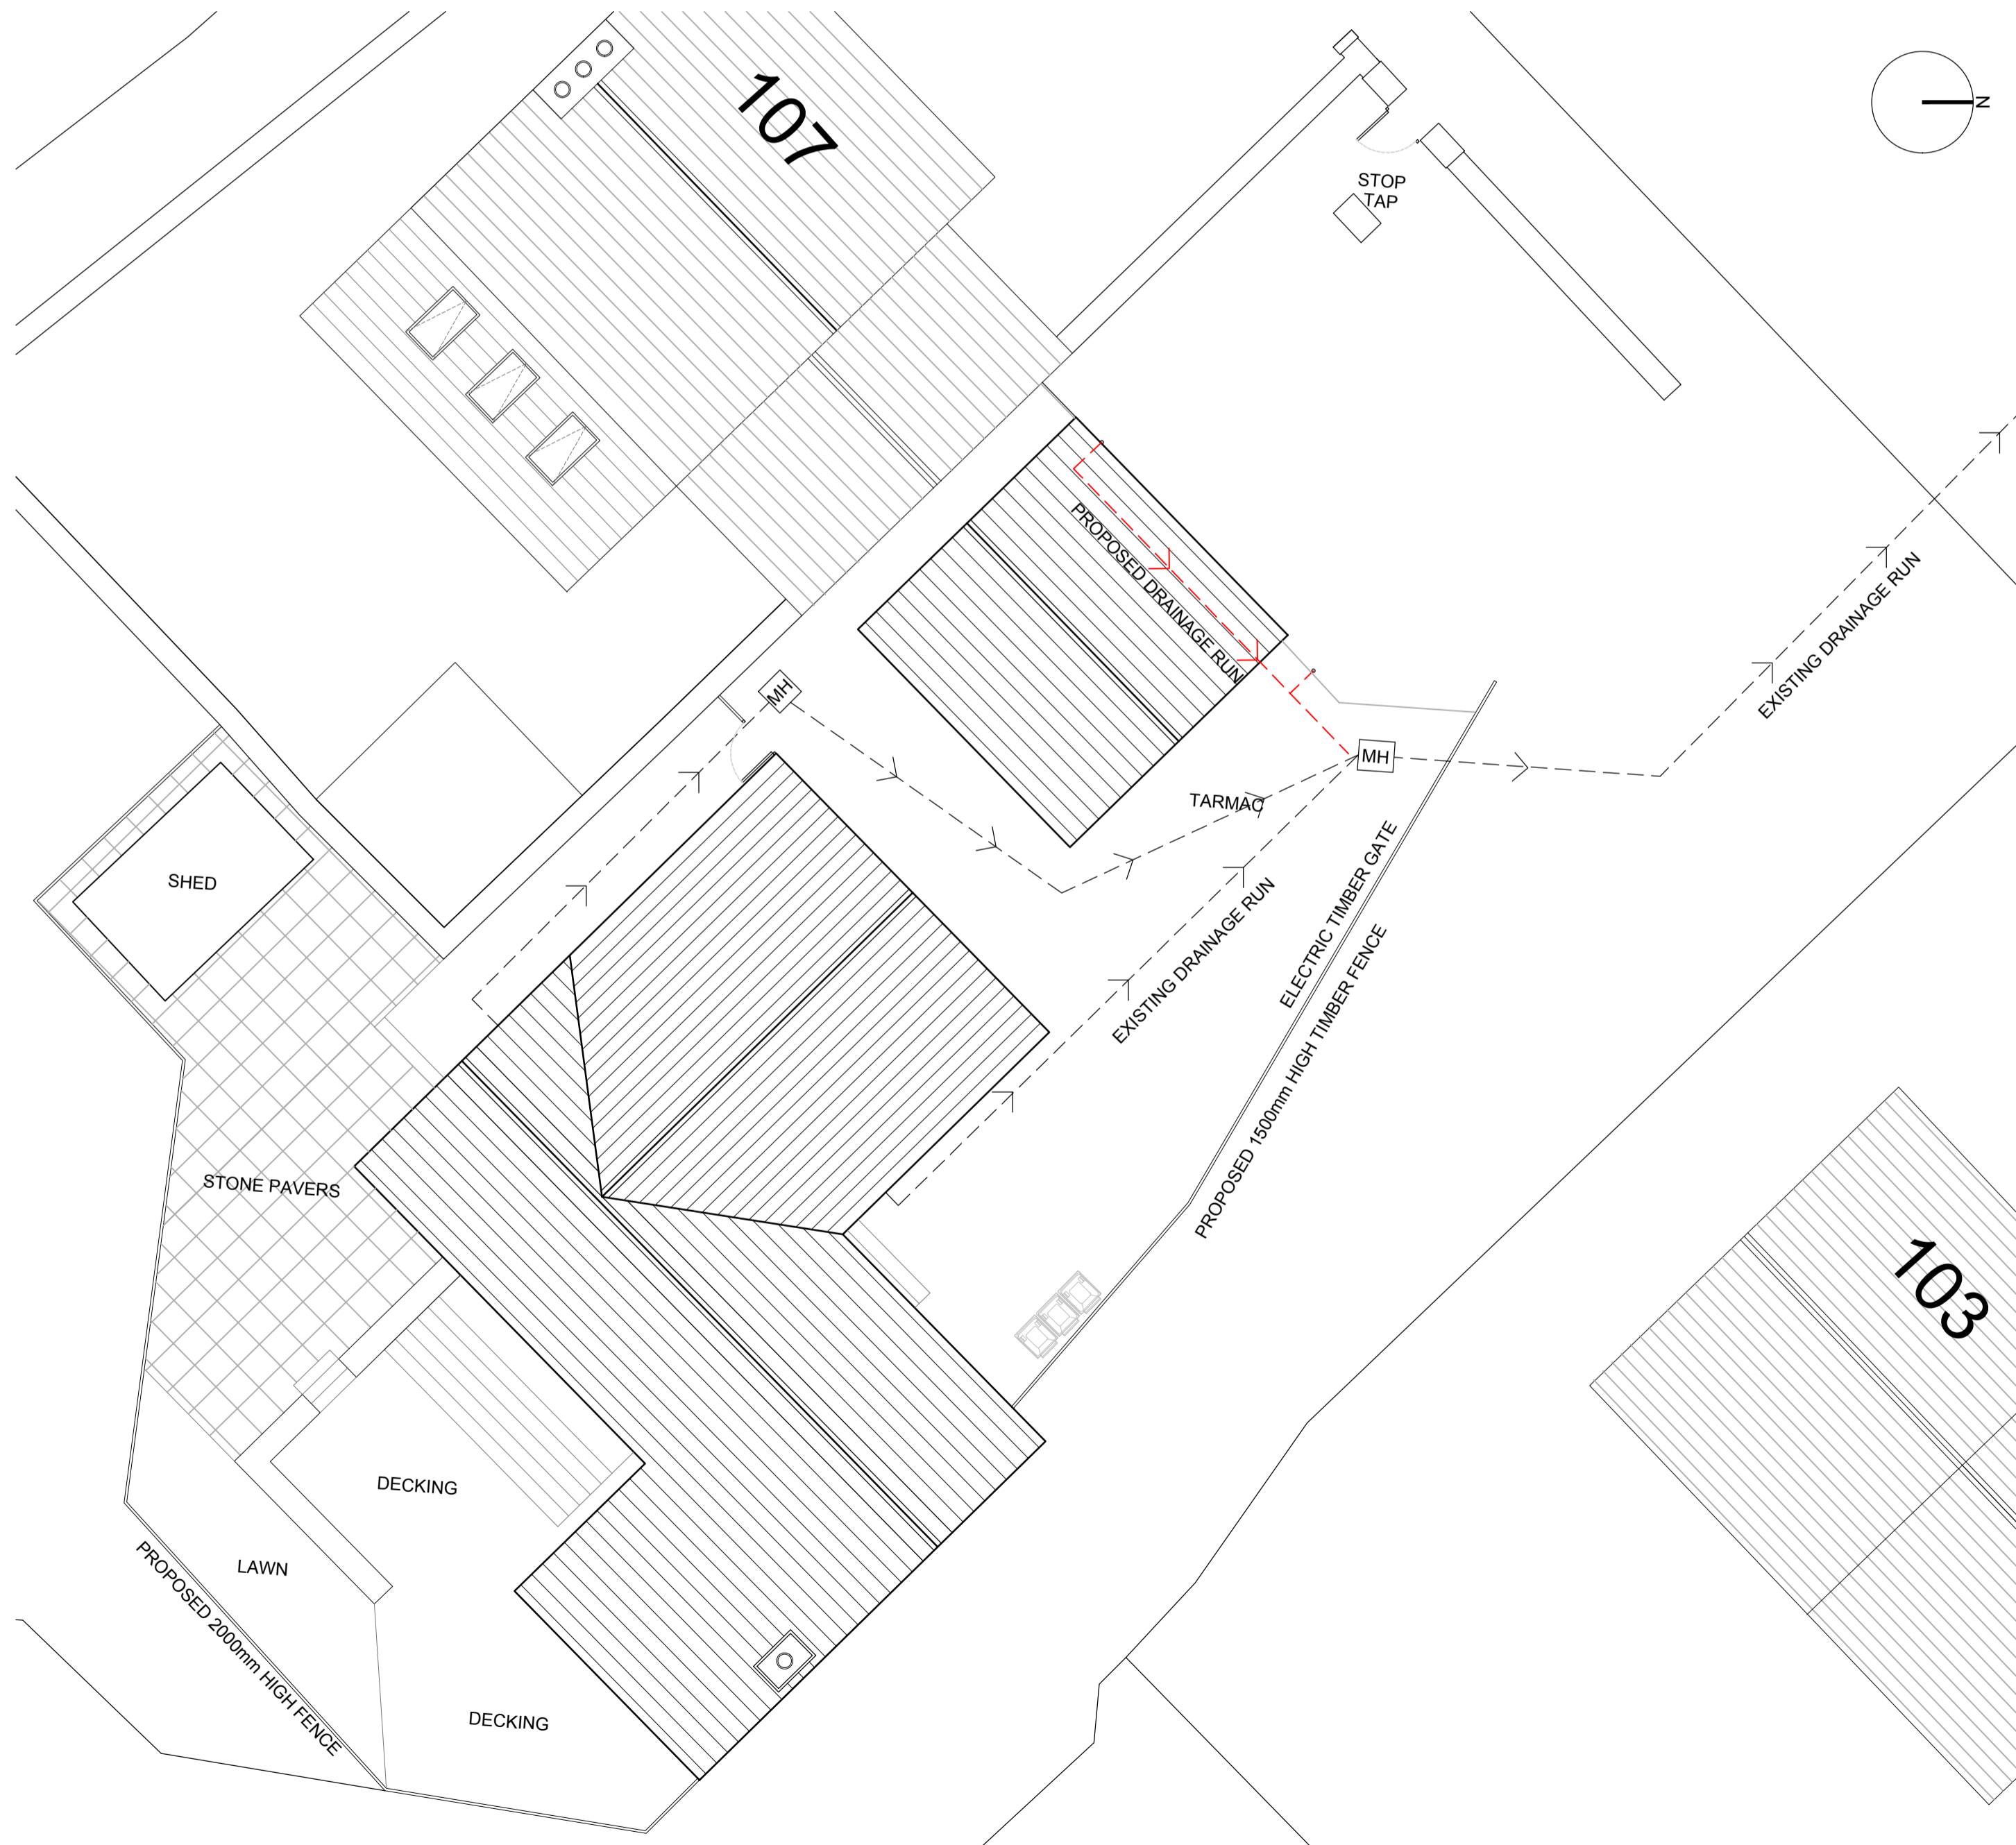 107
N
STOP
TAP
PROPOSED DRAINAGE RUN
EXISTING DRAINAGE RUN
MH
MH
TARMAC
SHED
ELECTRIC TIMBER GATE
EXISTING DRAINAGE RUN
PROPOSED 1500mm HIGH TIMBER FENCE
STONE PAVERS
103
DECKING
LAWN
PROPOSED 2000mm HIGH FENCE
DECKING